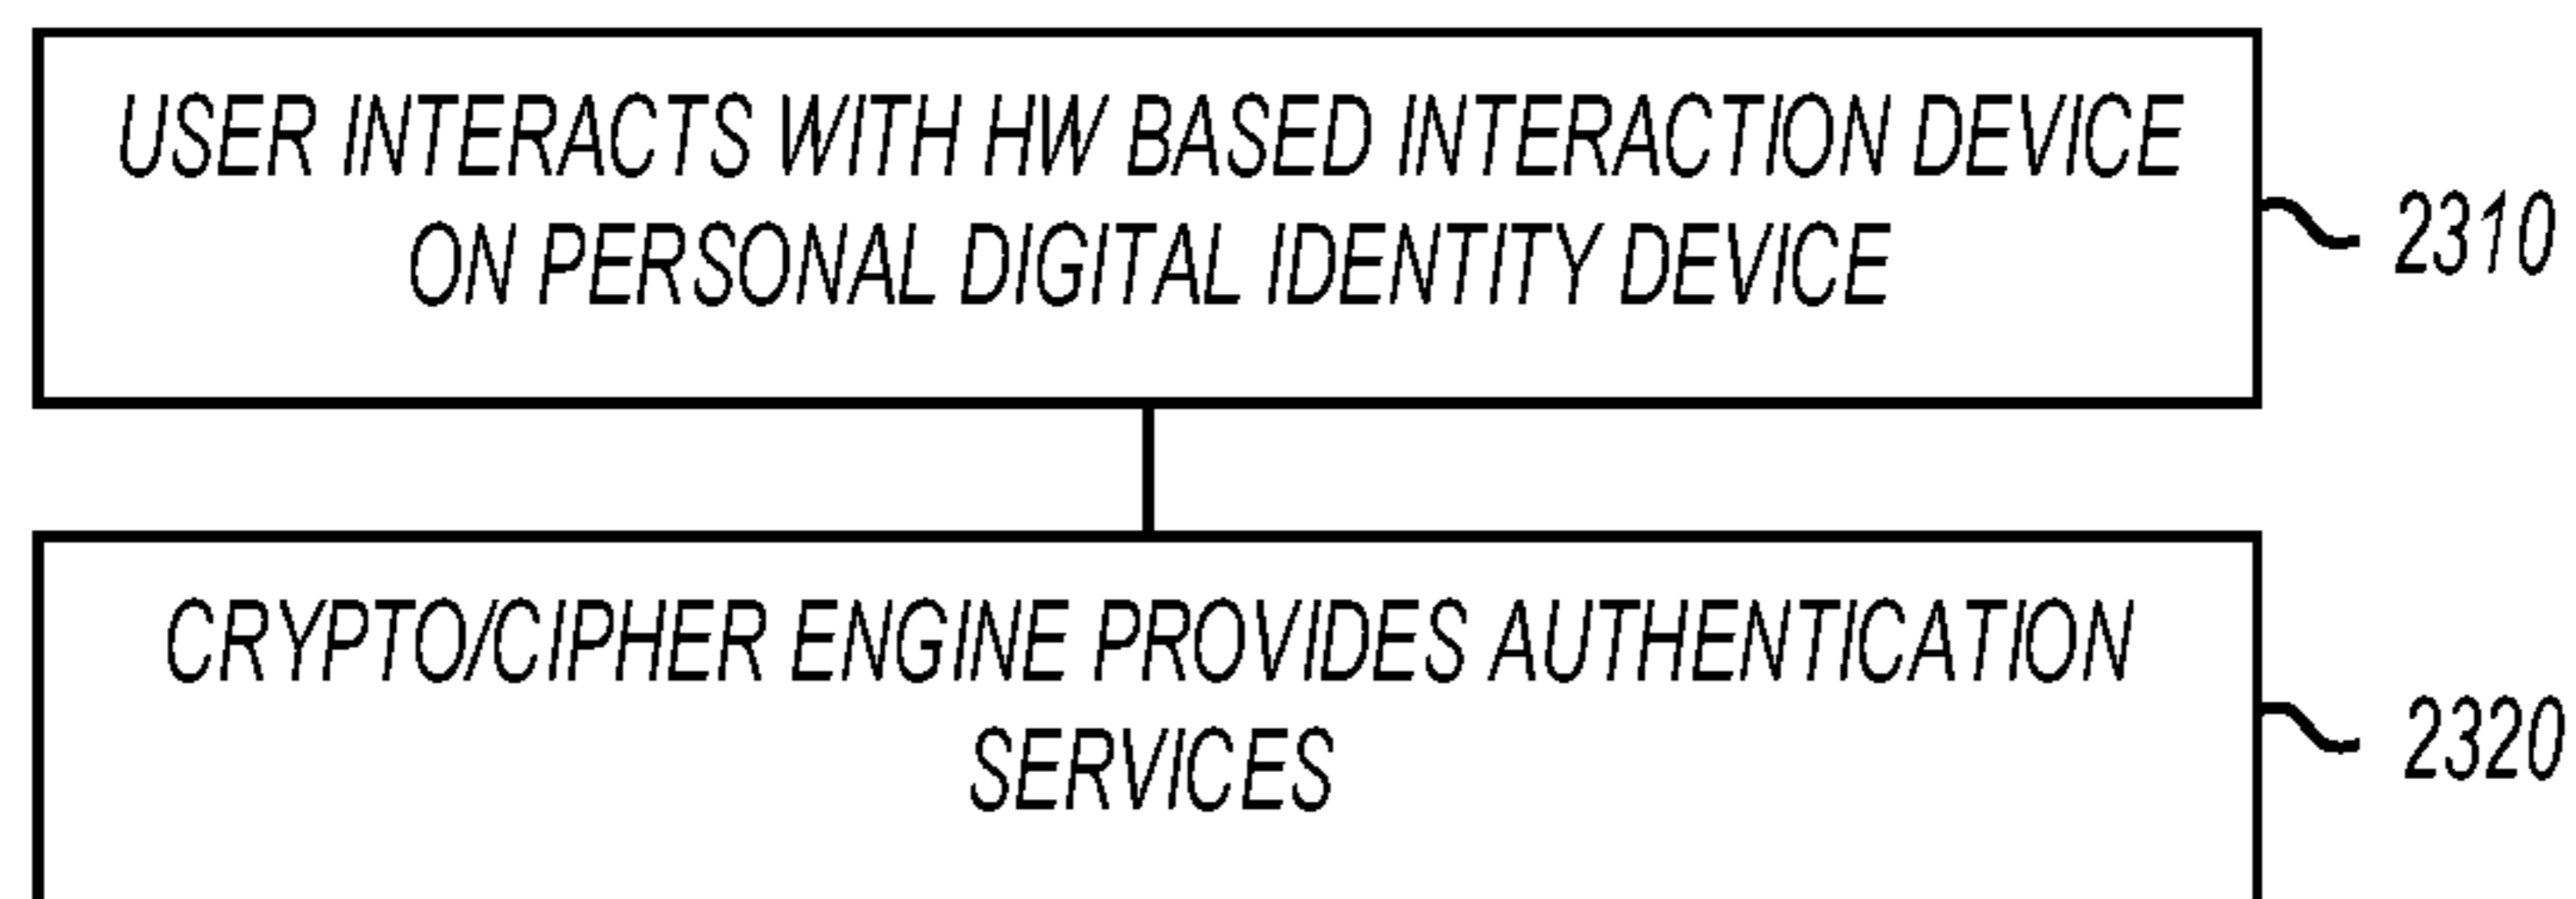 USER INTERACTS WITH HW BASED INTERACTION DEVICE
ON PERSONAL DIGITAL IDENTITY DEVICE
2310
CRYPTO/CIPHER ENGINE PROVIDES AUTHENTICATION
SERVICES
2320